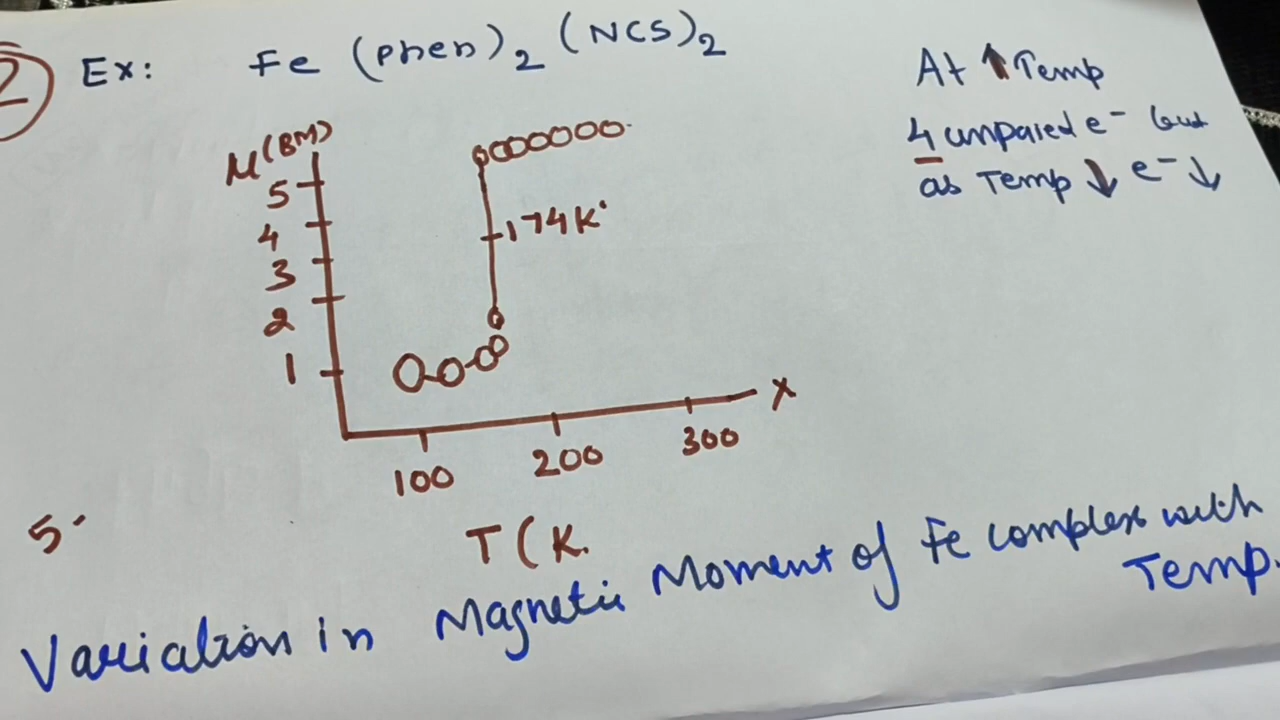 2
Ex: Fe (Phen)2 (NCS)2
At ↑ Temp
4 unpaied e⁻ but
as Temp ↓ e⁻ ↓
μ(BM)
5
4
3
2
1
174K
100 200 300
X
T(K.
5.
Variation in Magnetic Moment of Fe complex with
Temp.